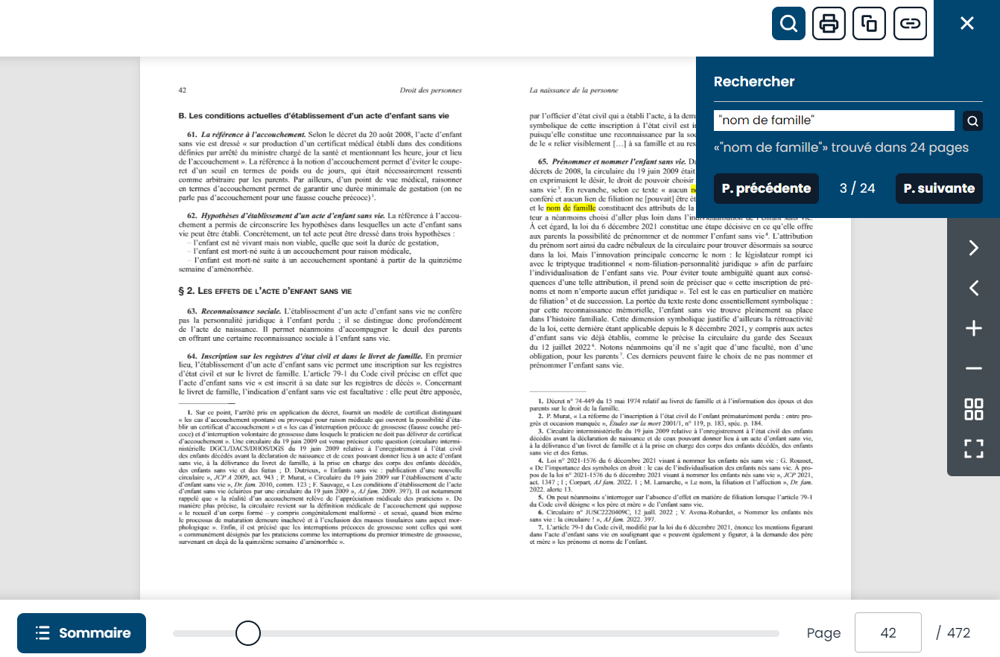 Rechercher
"nom de famille"
«"nom de famille"» trouvé dans 24 pages
P. précédente
3 / 24
P. suivante
42
Droit des personnes
B. Les conditions actuelles d'établissement d'un acte d'enfant sans vie
61. La référence à l'accouchement. Selon le décret du 20 août 2008, l'acte d'enfant
sans vie est dressé « sur production d'un certificat médical établi dans des conditions
définies par arrêté du ministre chargé de la santé et mentionnant les heure, jour et lieu
de l'accouchement ». La référence à la notion d'accouchement permet d'éviter le coupe-
ret d'un seuil en termes de poids ou de jours, qui était nécessairement ressenti
comme arbitraire par les parents. Par ailleurs, d'un point de vue médical, raisonner
en termes d'accouchement permet de garantir une durée minimale de gestation (on ne
parle pas d'accouchement pour une fausse couche précoce)¹.
62. Hypothèses d'établissement d'un acte d'enfant sans vie. La référence à l'accou-
chement a permis de circonscrire les hypothèses dans lesquelles un acte d'enfant sans
vie peut être établi. Concrètement, un tel acte peut être dressé dans trois hypothèses :
– l'enfant est né vivant mais non viable, quelle que soit la durée de gestation,
– l'enfant est mort-né suite à un accouchement pour raison médicale,
– l'enfant est mort-né suite à un accouchement spontané à partir de la quinzième
semaine d'aménorrhée.
§ 2. LES EFFETS DE L'ACTE D'ENFANT SANS VIE
63. Reconnaissance sociale. L'établissement d'un acte d'enfant sans vie ne confère
pas la personnalité juridique à l'enfant perdu ; il se distingue donc profondément
de l'acte de naissance. Il permet néanmoins d'accompagner le deuil des parents
en offrant une certaine reconnaissance sociale à l'enfant sans vie.
64. Inscription sur les registres d'état civil et dans le livret de famille. En premier
lieu, l'établissement d'un acte d'enfant sans vie permet une inscription sur les registres
d'état civil et sur le livret de famille. L'article 79-1 du Code civil précise en effet que
l'acte d'enfant sans vie « est inscrit à sa date sur les registres de décès ». Concernant
le livret de famille, l'indication d'enfant sans vie est facultative : elle peut être apposée,
1. Sur ce point, l'arrêté pris en application du décret, fournit un modèle de certificat distinguant
« les cas d'accouchement spontané ou provoqué pour raison médicale qui ouvrent la possibilité d'éta-
blir un certificat d'accouchement » et « les cas d'interruption précoce de grossesse (fausse couche pré-
coce) et d'interruption volontaire de grossesse dans lesquels le praticien ne doit pas délivrer de certificat
d'accouchement ». Une circulaire du 19 juin 2009 est venue préciser cette question (circulaire intermi-
nistérielle DGCL/DACS/DHOS/DGS du 19 juin 2009 relative à l'enregistrement à l'état civil
des enfants décédés avant la déclaration de naissance et de ceux pouvant donner lieu à un acte d'enfant
sans vie, à la délivrance du livret de famille, à la prise en charge des corps des enfants décédés,
des enfants sans vie et des fœtus ; D. Dutrieux, « Enfants sans vie : publication d'une nouvelle
circulaire », JCP A 2009, act. 943 ; P. Murat, « Circulaire du 19 juin 2009 sur l'établissement d'acte
d'enfant sans vie », Dr. fam. 2010, comm. 123 ; F. Sauvage, « Les conditions d'établissement de l'acte
d'enfant sans vie éclairées par une circulaire du 19 juin 2009 », AJ fam. 2009. 397). Il est notamment
rappelé que « la réalité d'un accouchement relève de l'appréciation médicale des praticiens ». De
manière plus précise, la circulaire revient sur la définition médicale de l'accouchement qui suppose
« le recueil d'un corps formé – y compris congénitalement malformé - et sexué, quand bien même
le processus de maturation demeure inachevé et à l'exclusion des masses tissulaires sans aspect mor-
phologique ». Enfin, il est précisé que les interruptions précoces de grossesse sont celles qui sont
« communément désignés par les praticiens comme les interruptions du premier trimestre de grossesse,
survenant en deçà de la quinzième semaine d'aménorrhée ».
La naissance de la personne
par l'officier d'état civil qui a établi l'acte, à la dema
symbolique de cette inscription à l'état civil est i
puisqu'elle constitue une reconnaissance par la so
de le « relier visiblement […] à sa famille et au res
65. Prénommer et nommer l'enfant sans vie. Da
décrets de 2008, la circulaire du 19 juin 2009 était
en exprimaient le désir, le droit de pouvoir choisir
sans vie³. En revanche, selon ce texte « aucun n
conféré et aucun lien de filiation ne [pouvait] être ét
et le nom de famille constituent des attributs de la
teur a néanmoins choisi d'aller plus loin dans l'individualisation de l'enfant sans vie.
À cet égard, la loi du 6 décembre 2021 constitue une étape décisive en ce qu'elle offre
aux parents la possibilité de prénommer et de nommer l'enfant sans vie⁴. L'attribution
du prénom sort ainsi du cadre nébuleux de la circulaire pour trouver désormais sa source
dans la loi. Mais l'innovation principale concerne le nom : le législateur rompt ici
avec le triptyque traditionnel « nom-filiation-personnalité juridique » afin de parfaire
l'individualisation de l'enfant sans vie. Pour éviter toute ambiguïté quant aux consé-
quences d'une telle attribution, il prend soin de préciser que « cette inscription de pré-
noms et nom n'emporte aucun effet juridique ». Tel est le cas en particulier en matière
de filiation⁵ et de succession. La portée du texte reste donc essentiellement symbolique :
par cette reconnaissance mémorielle, l'enfant sans vie trouve pleinement sa place
dans l'histoire familiale. Cette dimension symbolique justifie d'ailleurs la rétroactivité
de la loi, cette dernière étant applicable depuis le 8 décembre 2021, y compris aux actes
d'enfant sans vie déjà établis, comme le précise la circulaire du garde des Sceaux
du 12 juillet 2022⁶. Notons néanmoins qu'il ne s'agit que d'une faculté, non d'une
obligation, pour les parents⁷. Ces derniers peuvent faire le choix de ne pas nommer et
prénommer l'enfant sans vie.
1. Décret n° 74-449 du 15 mai 1974 relatif au livret de famille et à l'information des époux et des
parents sur le droit de la famille.
2. P. Murat, « La réforme de l'inscription à l'état civil de l'enfant prématurément perdu : entre pro-
grès et occasion manquée », Études sur la mort 2001/1, n° 119, p. 183, spéc. p. 184.
3. Circulaire interministérielle du 19 juin 2009 relative à l'enregistrement à l'état civil des enfants
décédés avant la déclaration de naissance et de ceux pouvant donner lieu à un acte d'enfant sans vie,
à la délivrance d'un livret de famille et à la prise en charge des corps des enfants décédés, des enfants
sans vie et des fœtus.
4. Loi n° 2021-1576 du 6 décembre 2021 visant à nommer les enfants nés sans vie : G. Rousset,
« De l'importance des symboles en droit : le cas de l'individualisation des enfants nés sans vie. À pro-
pos de la loi n° 2021-1576 du 6 décembre 2021 visant à nommer les enfants nés sans vie », JCP 2021,
act. 1347 ; I ; Corpart, AJ fam. 2022. 1 ; M. Lamarche, « Le nom, la filiation et l'affection », Dr. fam.
2022. alerte 13.
5. On peut néanmoins s'interroger sur l'absence d'effet en matière de filiation lorsque l'article 79-1
du Code civil désigne « les père et mère » de l'enfant sans vie.
6. Circulaire n° JUSC2220409C, 12 juill. 2022 ; V. Avena-Robardet, « Nommer les enfants nés
sans vie : la circulaire ! », AJ fam. 2022. 397.
7. L'article 79-1 du Code civil, modifié par la loi du 6 décembre 2021, énonce les mentions figurant
dans l'acte d'enfant sans vie en soulignant que « peuvent également y figurer, à la demande des père
et mère » les prénoms et noms de l'enfant.
Sommaire
Page
42
/ 472